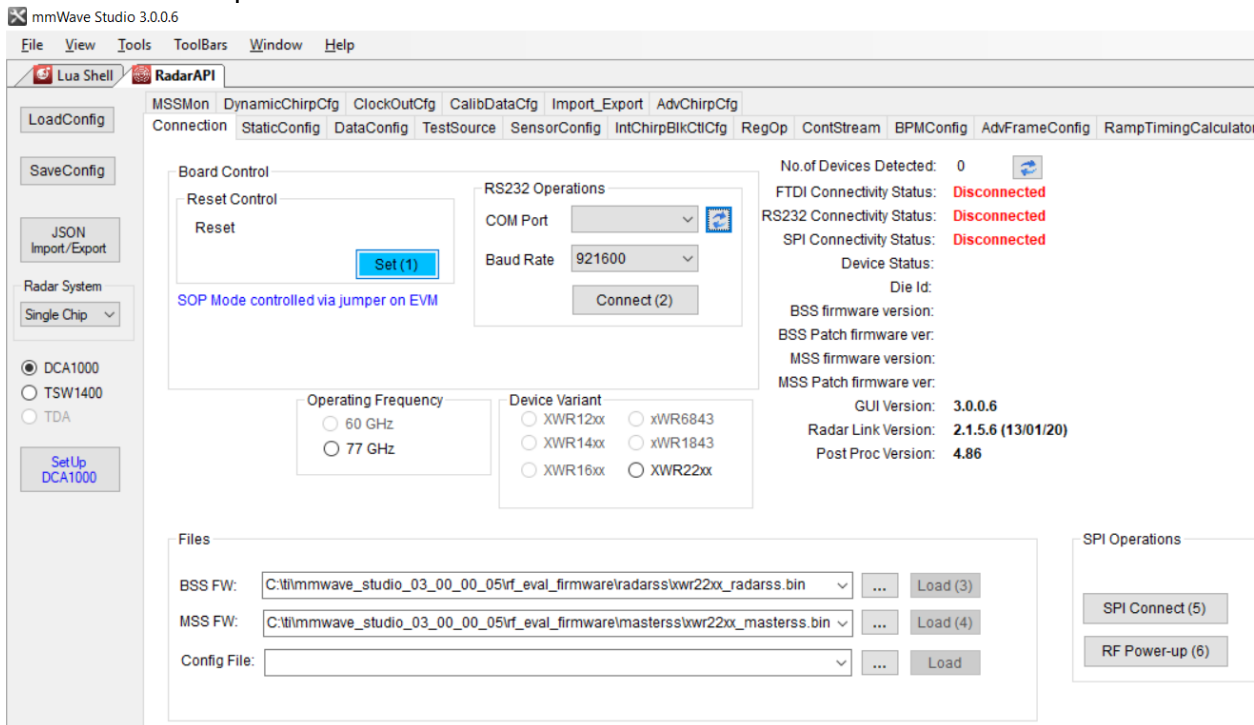 mmWave Studio 3.0.0.6
File View Tools ToolBars Window Help
Lua Shell RadarAPI
LoadConfig
SaveConfig
JSON
Import/Export
Radar System
Single Chip
DCA1000
TSW1400
TDA
SetUp
DCA1000
MSSMon DynamicChirpCfg ClockOutCfg CalibDataCfg Import_Export AdvChirpCfg
Connection StaticConfig DataConfig TestSource SensorConfig IntChirpBlkCtlCfg RegOp ContStream BPMConfig AdvFrameConfig RampTimingCalculator
Board Control
Reset Control
Reset
Set (1)
SOP Mode controlled via jumper on EVM
RS232 Operations
COM Port
Baud Rate 921600
Connect (2)
No.of Devices Detected: 0
FTDI Connectivity Status: Disconnected
RS232 Connectivity Status: Disconnected
SPI Connectivity Status: Disconnected
Device Status:
Die Id:
BSS firmware version:
BSS Patch firmware ver:
MSS firmware version:
MSS Patch firmware ver:
GUI Version: 3.0.0.6
Radar Link Version: 2.1.5.6 (13/01/20)
Post Proc Version: 4.86
Operating Frequency
60 GHz
77 GHz
Device Variant
XWR12xx xWR6843
XWR14xx xWR1843
XWR16xx XWR22xx
Files
BSS FW: C:\ti\mmwave_studio_03_00_00_05\rf_eval_firmware\radarss\xwr22xx_radarss.bin ... Load (3)
MSS FW: C:\ti\mmwave_studio_03_00_00_05\rf_eval_firmware\masterss\xwr22xx_masterss.bin ... Load (4)
Config File: ... Load
SPI Operations
SPI Connect (5)
RF Power-up (6)